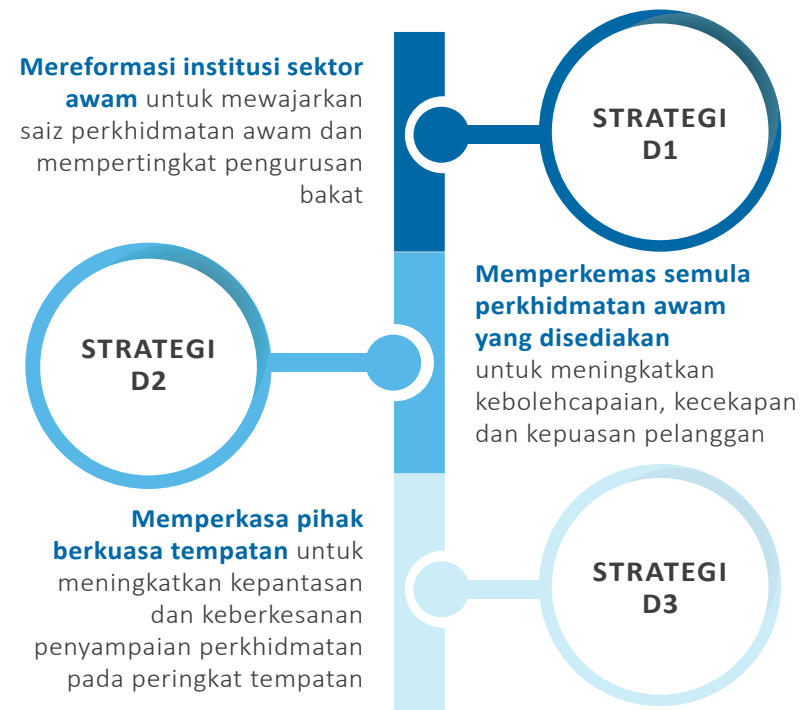 Mereformasi institusi sektor
awam untuk mewajarkan
saiz perkhidmatan awam dan
mempertingkat pengurusan
bakat
STRATEGI
D1
STRATEGI
D2
Memperkemas semula
perkhidmatan awam
yang disediakan
untuk meningkatkan
kebolehcapaian, kecekapan
dan kepuasan pelanggan
Memperkasa pihak
berkuasa tempatan untuk
meningkatkan kepantasan
dan keberkesanan
penyampaian perkhidmatan
pada peringkat tempatan
STRATEGI
D3